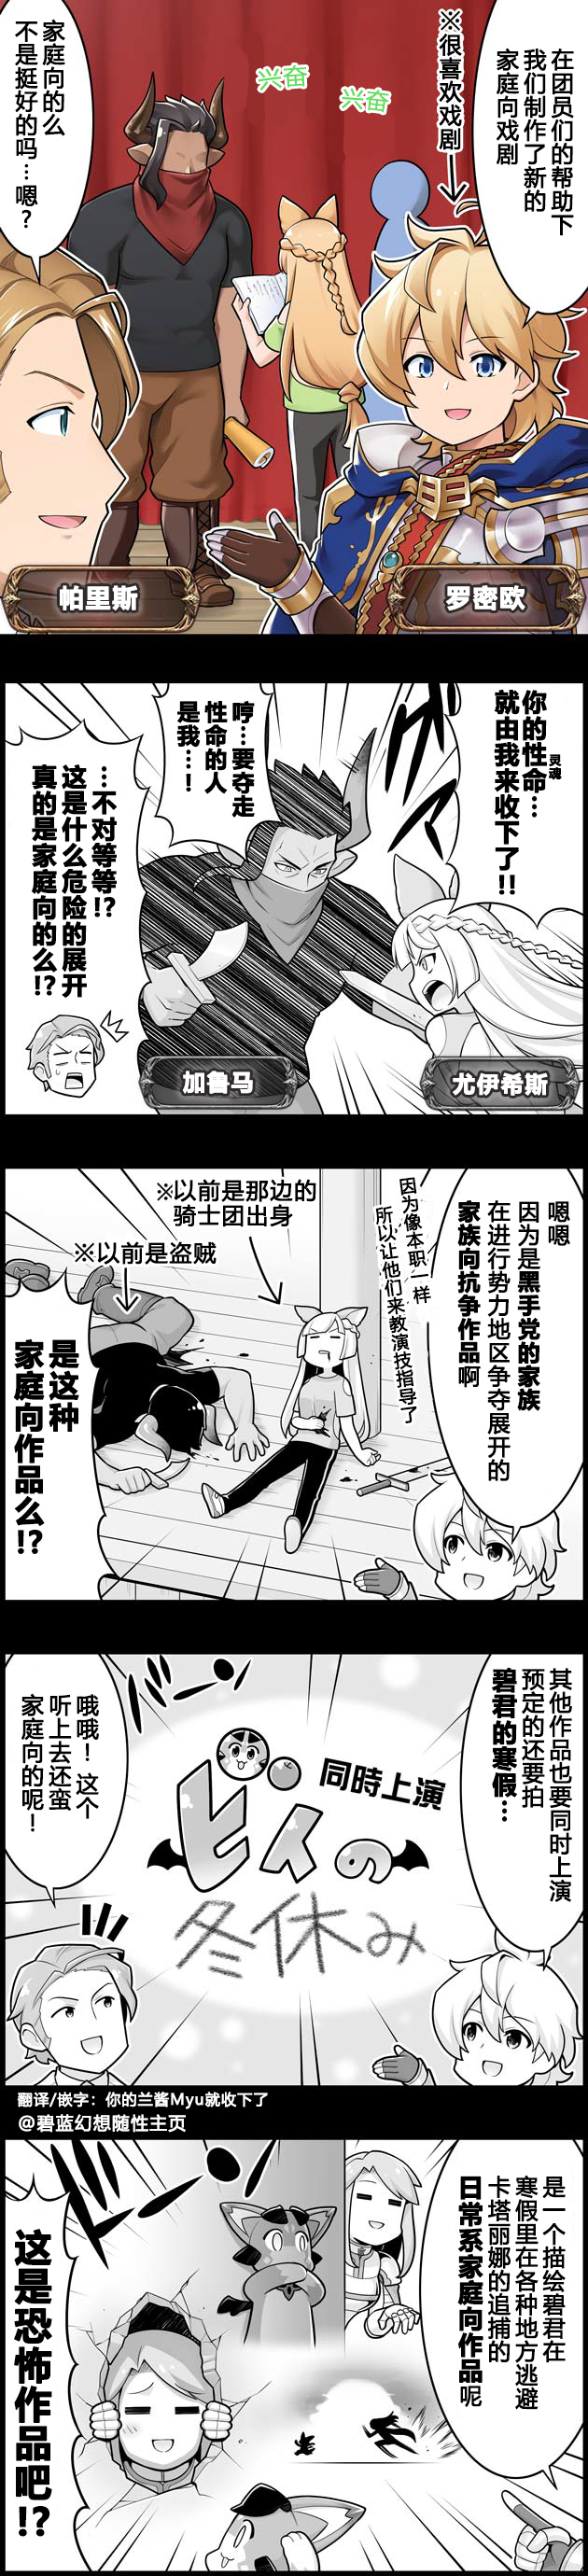 在团员们的帮助下
我们制作了新的
家庭向戏剧
※很喜欢戏剧
兴奋
兴奋
家庭向的么
不是挺好的吗…嗯?
帕里斯
罗密欧
你的性命…
灵魂
就由我来收下了!!
哼…要夺走
性命的人
是我…!
…不对等等!?
这是什么危险的展开
真的是家庭向的么!?
加鲁马
尤伊希斯
嗯嗯
因为是黑手党的家族
在进行势力地区争夺展开的
家族向抗争作品啊
因为像本职一样
所以让他们来教演技指导了
※以前是那边的
骑士团出身
※以前是盗贼
是这种
家庭向作品么!?
其他作品也要同时上演
预定的还要拍
碧君的寒假…
バーン
同時上演
ビィの
冬休み
哦哦!这个
听上去还蛮
家庭向的呢!
翻译/嵌字：你的兰酱Myu就收下了
@碧蓝幻想随性主页
是一个描绘碧君在
寒假里在各种地方逃避
卡塔丽娜的追捕的
日常系家庭向作品呢
バーン
这是恐怖作品吧!?